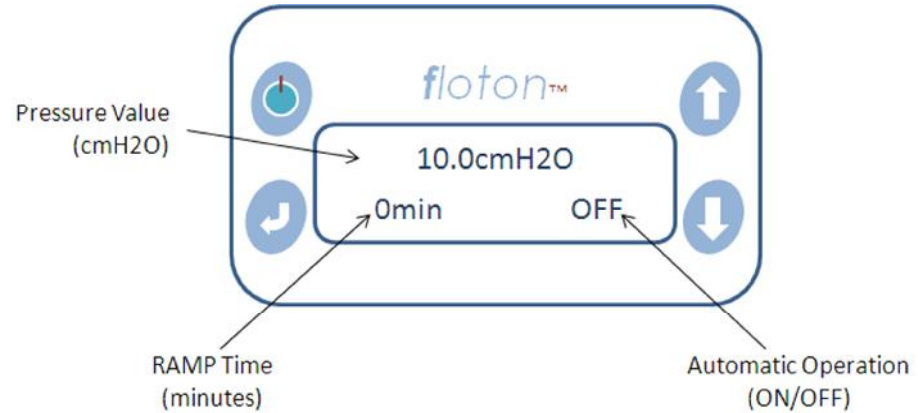 floton™
Pressure Value
(cmH2O)
10.0cmH2O
0min OFF
RAMP Time
(minutes)
Automatic Operation
(ON/OFF)